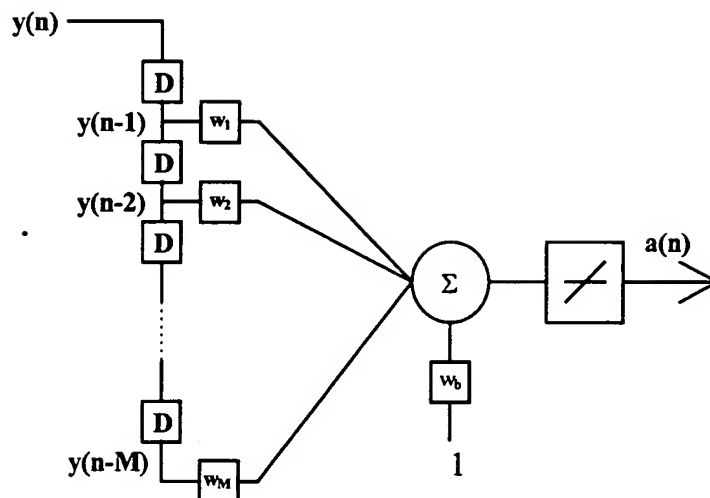 y(n)
D
y(n-1)
w₁
D
y(n-2)
w₂
D
Σ
a(n)
w_b
D
1
y(n-M)
w_M